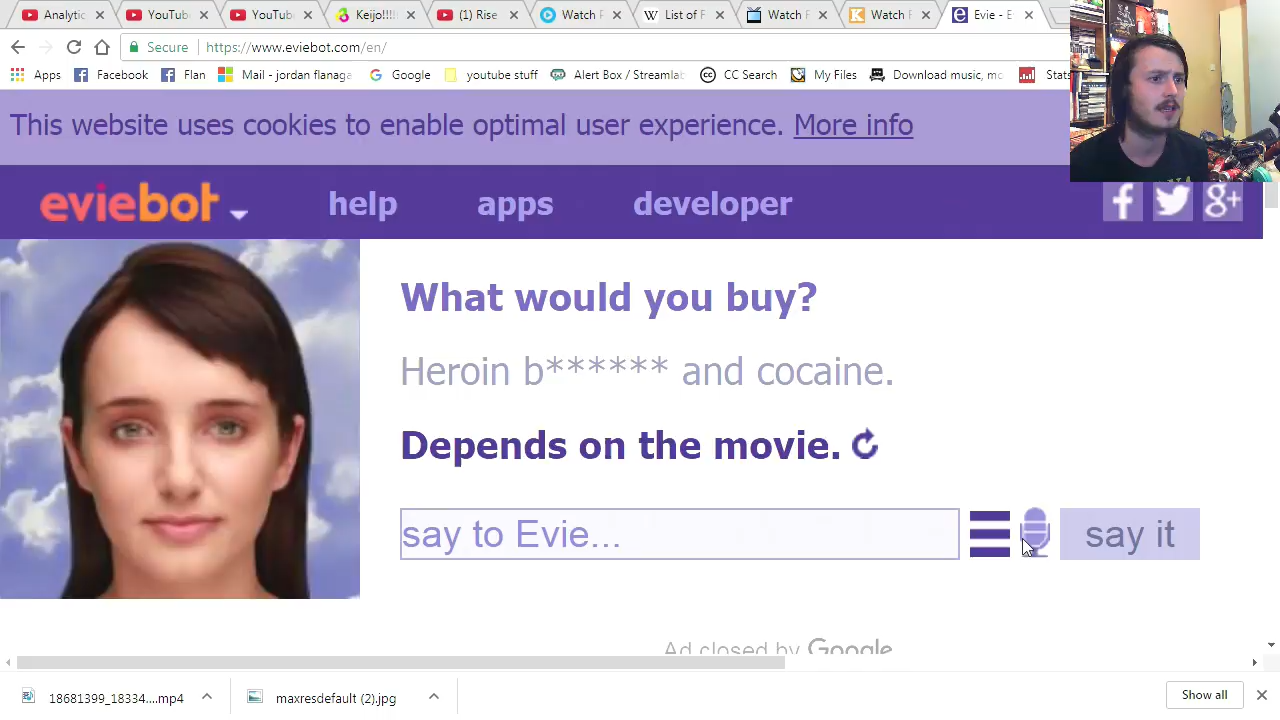 Analytic
YouTube
YouTube
Keijo!!!!
(1) Rise
Watch
List of F
Watch
Watch
Evie - E
Secure
https://www.eviebot.com/en/
Apps
Facebook
Flan
Mail - jordan flanaga
Google
youtube stuff
Alert Box / Streamlab
CC Search
My Files
Download music, mo
Stats
This website uses cookies to enable optimal user experience. More info
eviebot
help
apps
developer
What would you buy?
Heroin b****** and cocaine.
Depends on the movie.
say to Evie...
say it
Ad closed by Google
18681399_18334....mp4
maxresdefault (2).jpg
Show all